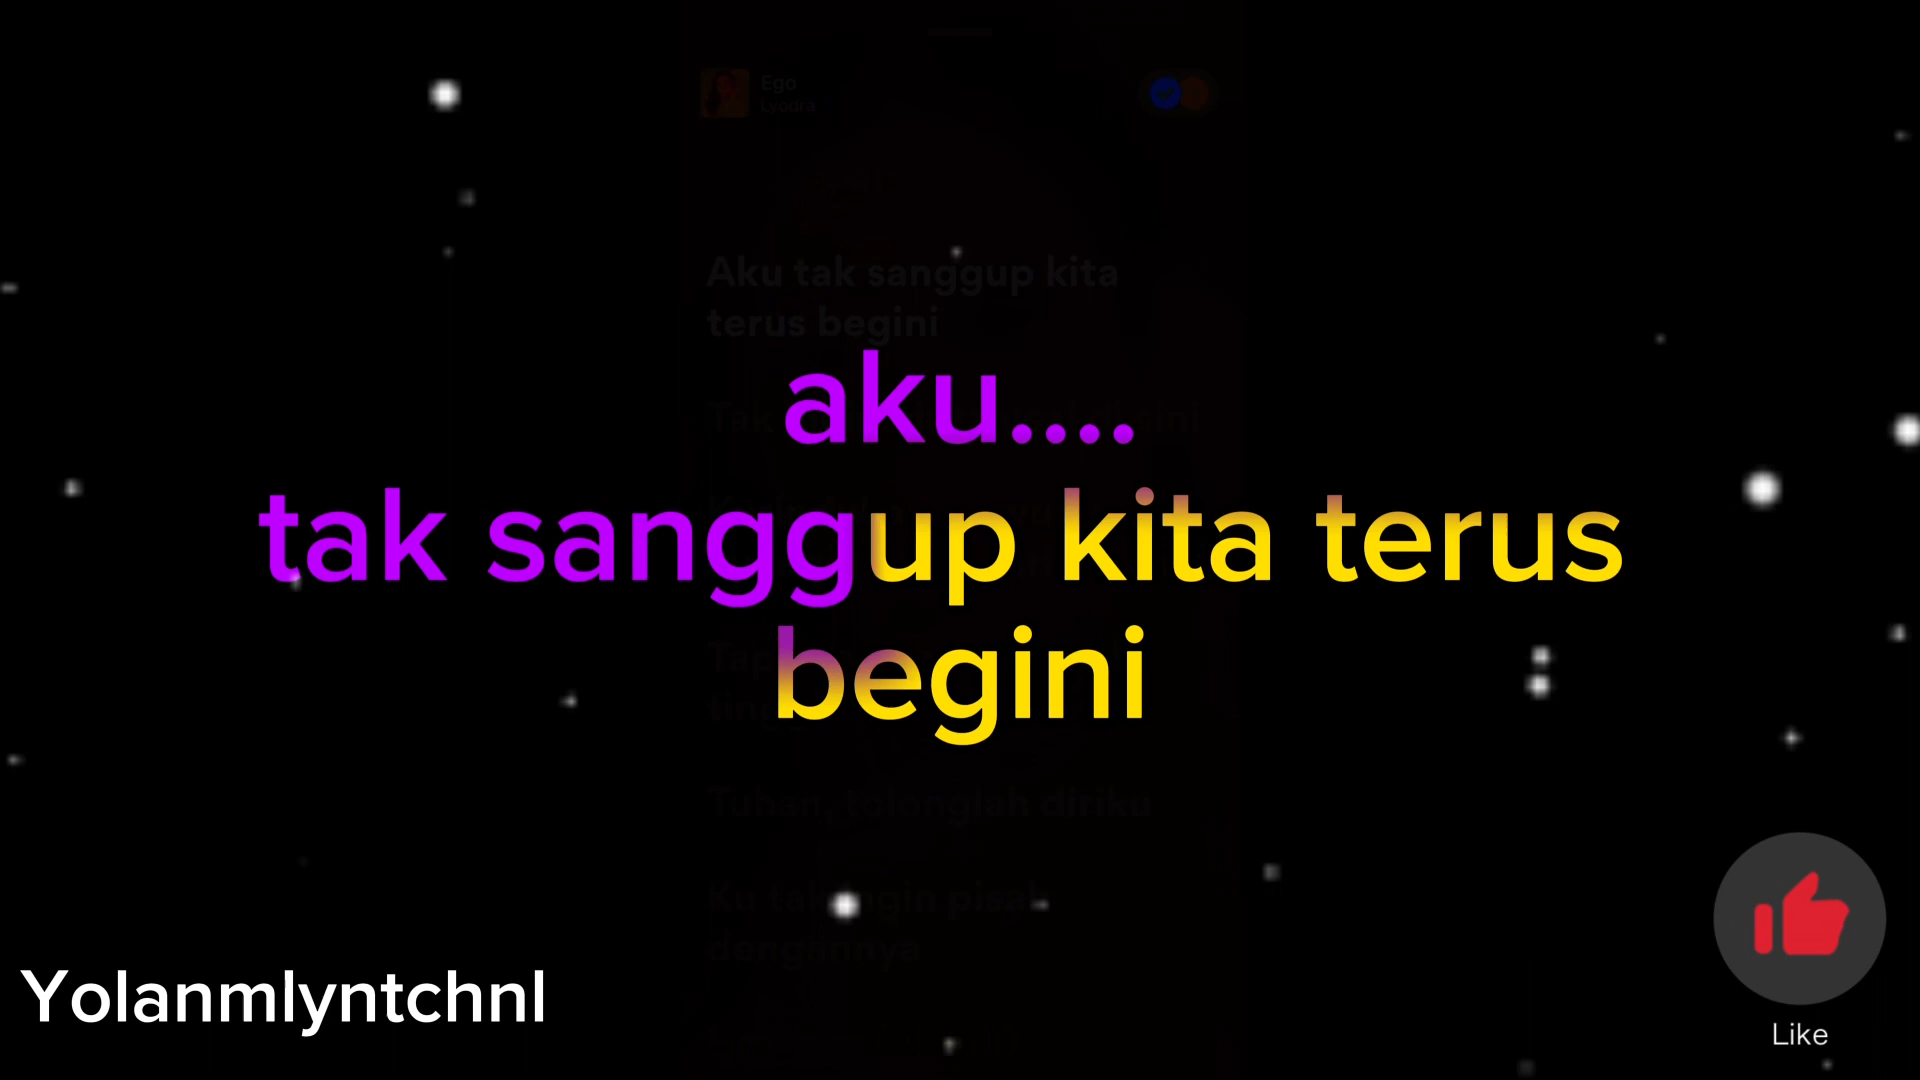 Ego
Lyodra
Aku tak sanggup kita
terus begini
aku....
tak sanggup kita terus
begini
Tuhan, tolonglah diriku
dengannya
Yolanmlyntchnl
Like